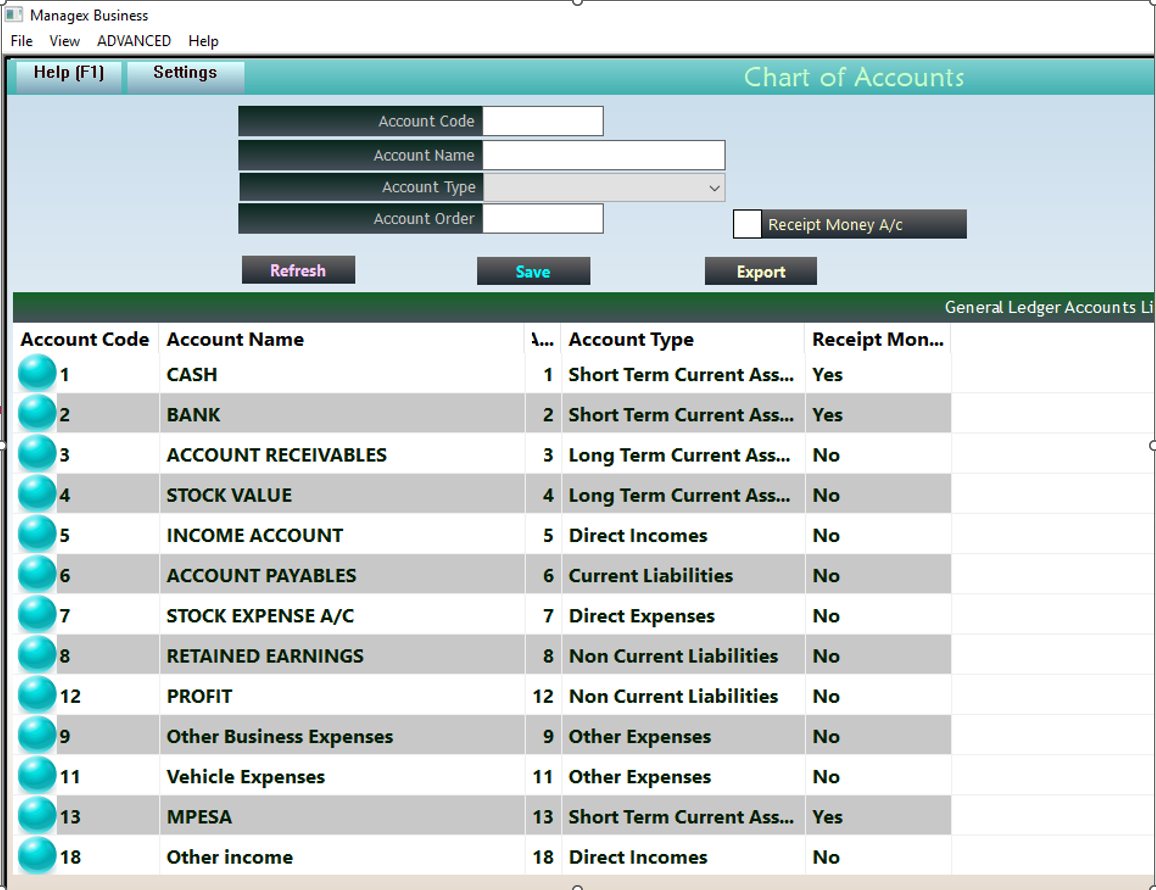 Managex Business
File View ADVANCED Help
Help (F1) Settings Chart of Accounts
Account Code
Account Name
Account Type
Account Order
Receipt Money A/c
Refresh Save Export
General Ledger Accounts Li
Account Code Account Name A... Account Type Receipt Mon...
1 CASH 1 Short Term Current Ass... Yes
2 BANK 2 Short Term Current Ass... Yes
3 ACCOUNT RECEIVABLES 3 Long Term Current Ass... No
4 STOCK VALUE 4 Long Term Current Ass... No
5 INCOME ACCOUNT 5 Direct Incomes No
6 ACCOUNT PAYABLES 6 Current Liabilities No
7 STOCK EXPENSE A/C 7 Direct Expenses No
8 RETAINED EARNINGS 8 Non Current Liabilities No
12 PROFIT 12 Non Current Liabilities No
9 Other Business Expenses 9 Other Expenses No
11 Vehicle Expenses 11 Other Expenses No
13 MPESA 13 Short Term Current Ass... Yes
18 Other income 18 Direct Incomes No